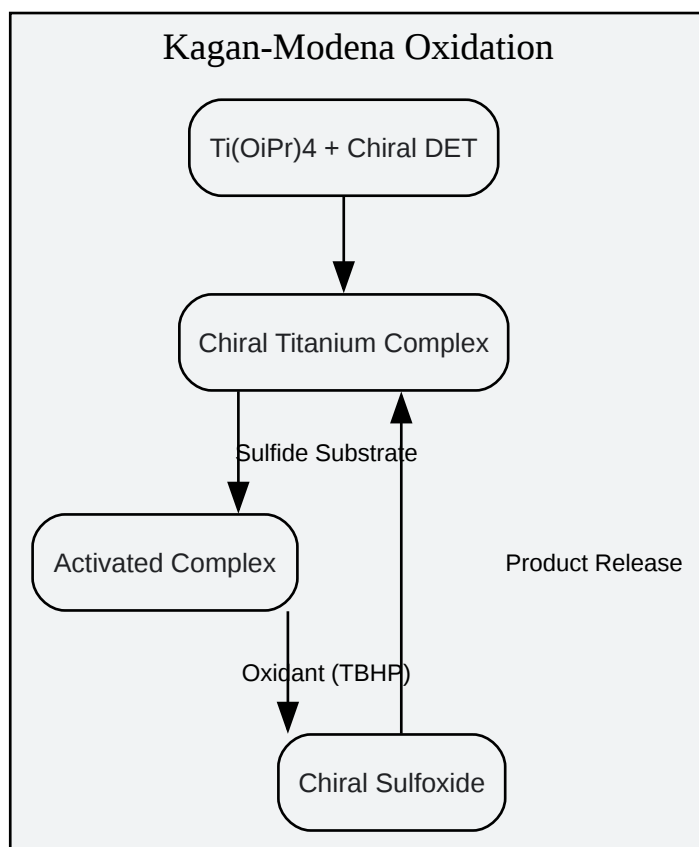 Kagan-Modena Oxidation
Ti(OiPr)4 + Chiral DET
Chiral Titanium Complex
Sulfide Substrate
Activated Complex
Product Release
Oxidant (TBHP)
Chiral Sulfoxide